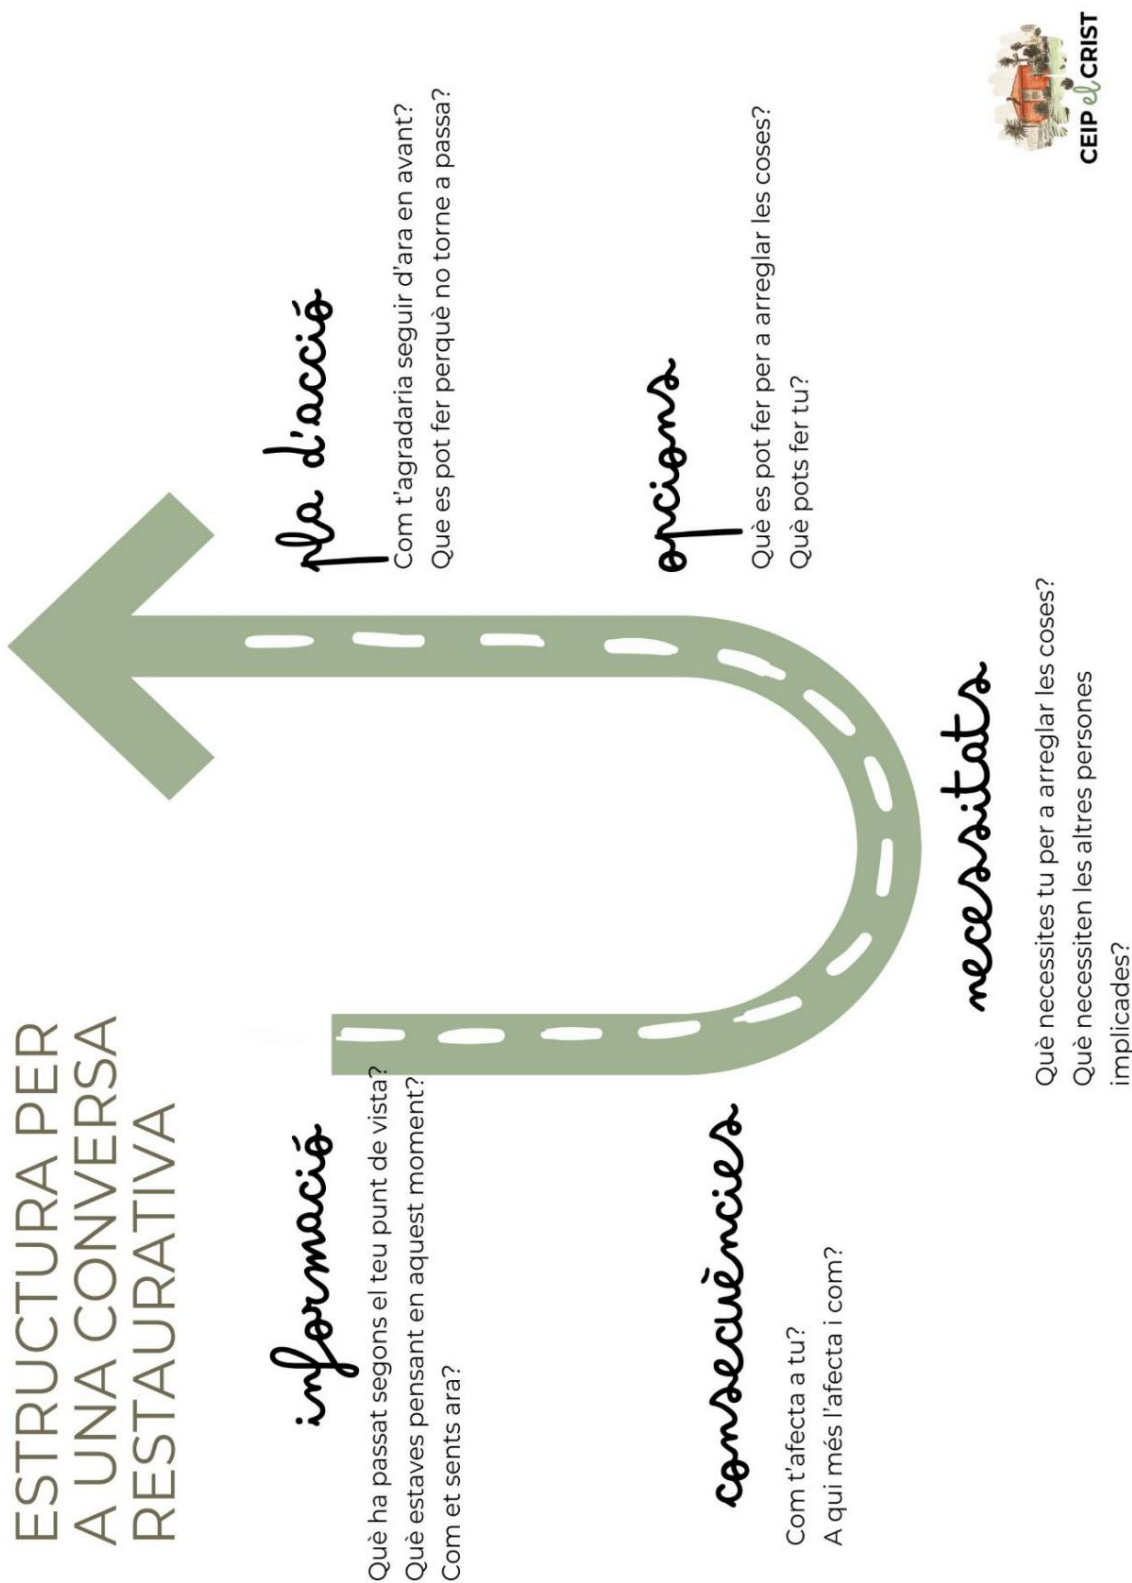 ESTRUCTURA PER
A UNA CONVERSA
RESTAURATIVA
informació
Què ha passat segons el teu punt de vista?
Què estaves pensant en aquest moment?
Com et sents ara?
consecuències
Com t'afecta a tu?
A qui més l'afecta i com?
necessitats
Què necessites tu per a arreglar les coses?
Què necessiten les altres persones
implicades?
opcions
Què es pot fer per a arreglar les coses?
Què pots fer tu?
pla d'acció
Com t'agradaria seguir d'ara en avant?
Que es pot fer perquè no torne a passa?
CEIP el CRIST